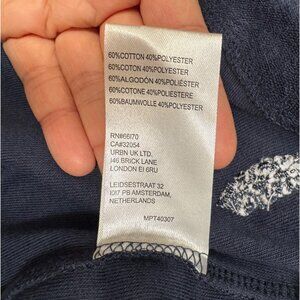 60%COTTON 40%POLYESTER
60%COTON 40%POLYESTER
60%ALGODÓN 40%POLIÉSTER
60%COTONE 40%POLIESTERE
60%BAUMWOLLE 40%POLYESTER
RN#66170
CA#32054
URBN UK LTD,
146 BRICK LANE
LONDON E1 6RU
LEIDSESTRAAT 32
1017 PB AMSTERDAM,
NETHERLANDS
MPT40307